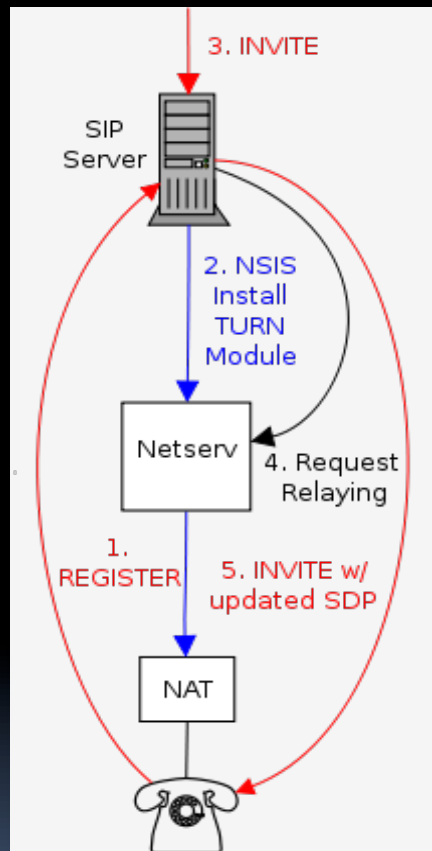 3. INVITE
SIP
Server
2. NSIS
Install
TURN
Module
Netserv
4. Request
Relaying
1.
REGISTER
5. INVITE w/
updated SDP
NAT